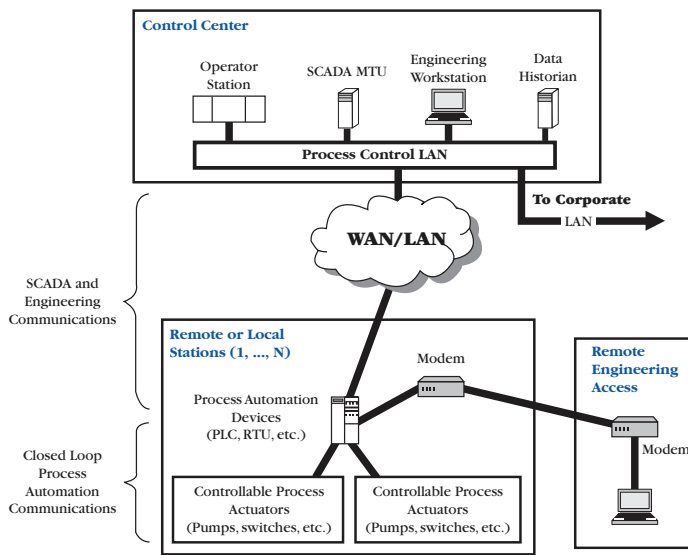 Control Center
Operator
Station
SCADA MTU
Engineering
Workstation
Data
Historian
Process Control LAN
To Corporate
LAN
WAN/LAN
SCADA and
Engineering
Communications
Remote or Local
Stations (1, ..., N)
Modem
Process Automation
Devices
(PLC, RTU, etc.)
Remote
Engineering
Access
Modem
Closed Loop
Process
Automation
Communications
Controllable Process
Actuators
(Pumps, switches, etc.)
Controllable Process
Actuators
(Pumps, switches, etc.)